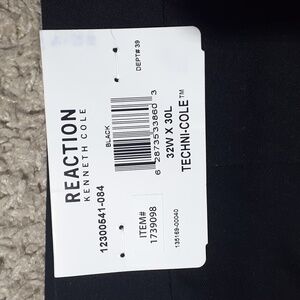 REACTION
KENNETH COLE
12300541-084
BLACK
DEPT# 39
6 28735 33860 3
32W X 30L
TECHNI-COLE™
ITEM#
1739098
135169-00040